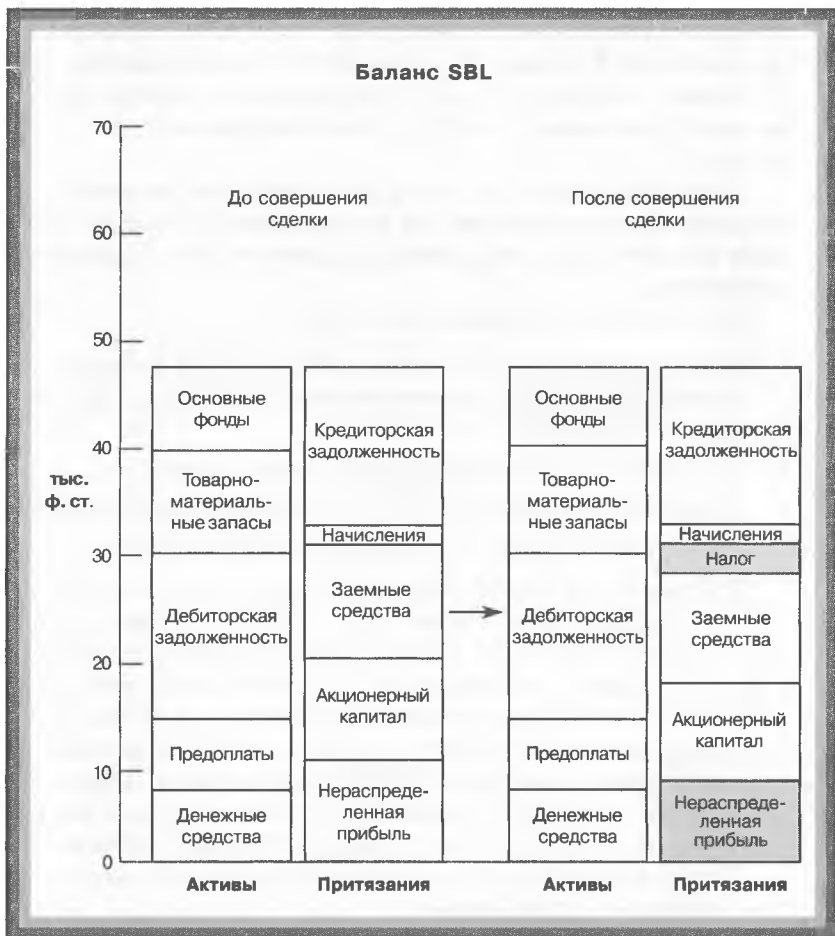 Баланс SBL
70
До совершения
сделки
После совершения
сделки
60
50
40
тыс.
ф. ст.
30
20
10
0
Основные
фонды
Товарно-
материаль-
ные запасы
Дебиторская
задолженность
Предоплаты
Денежные
средства
Активы
Кредиторская
задолженность
Начисления
Заемные
средства
Акционерный
капитал
Нераспреде-
ленная
прибыль
Притязания
Основные
фонды
Товарно-
материаль-
ные запасы
Дебиторская
задолженность
Предоплаты
Денежные
средства
Активы
Кредиторская
задолженность
Начисления
Налог
Заемные
средства
Акционерный
капитал
Нераспреде-
ленная
прибыль
Притязания